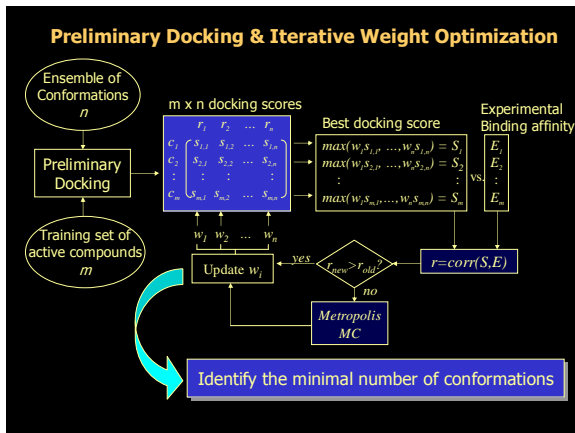 Preliminary Docking & Iterative Weight Optimization
Ensemble of
Conformations
n
Preliminary
Docking
Training set of
active compounds
m
m x n docking scores
r1 r2 ... rn
c1 s1,1 s1,2 ... s1,n
c2 s2,1 s2,2 ... s2,n
: : : :
cm sm,1 sm,2 ... sm,n
w1 w2 ... wn
Update wi
Best docking score
max(w1s1,1, ...,wns1,n) = S1
max(w1s2,1, ...,wns2,n) = S2
: :
max(w1sm,1,...,wnsm,n) = Sm
vs.
Experimental
Binding affinity
E1
E2
:
Em
r=corr(S,E)
rnew>rold?
yes
no
Metropolis
MC
Identify the minimal number of conformations